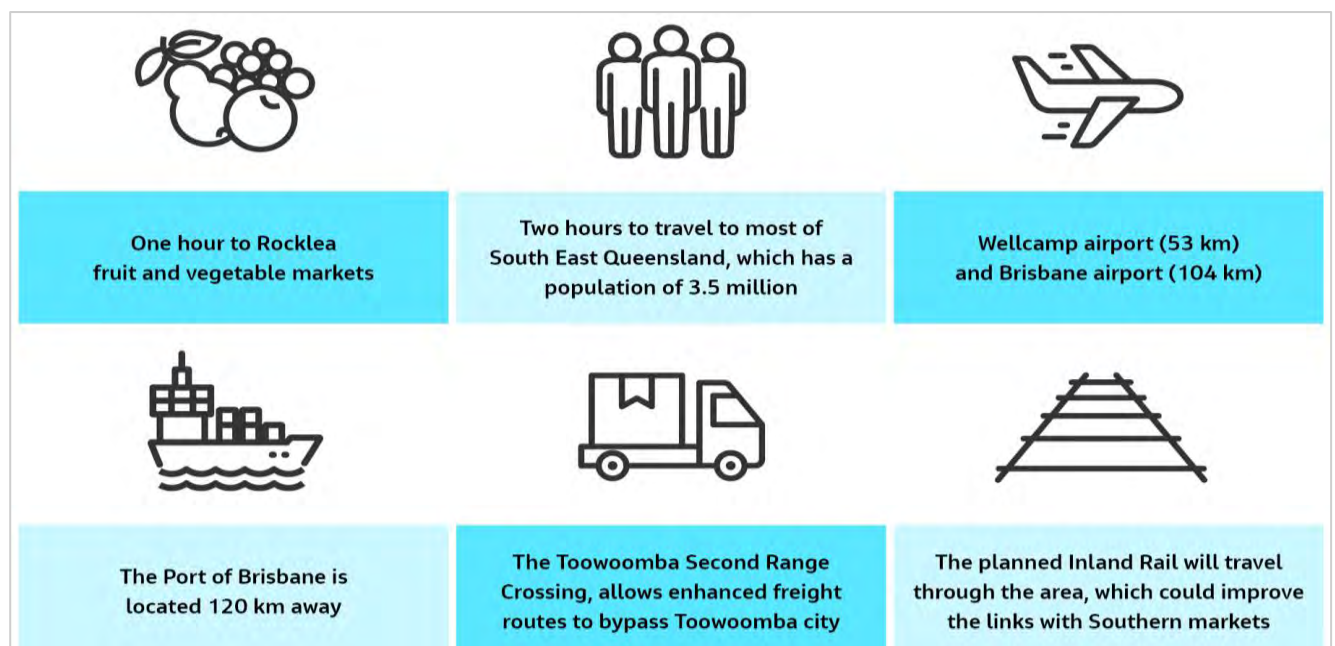 One hour to Rocklea
fruit and vegetable markets
Two hours to travel to most of
South East Queensland, which has a
population of 3.5 million
Wellcamp airport (53 km)
and Brisbane airport (104 km)
The Port of Brisbane is
located 120 km away
The Toowoomba Second Range
Crossing, allows enhanced freight
routes to bypass Toowoomba city
The planned Inland Rail will travel
through the area, which could improve
the links with Southern markets